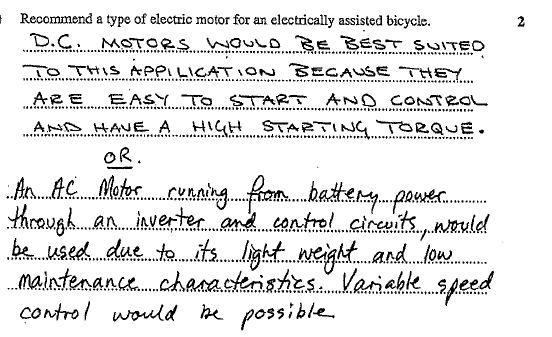 Recommend a type of electric motor for an electrically assisted bicycle. 2
D.C. MOTORS WOULD BE BEST SUITED
TO THIS APPILICATION BECAUSE THEY
ARE EASY TO START AND CONTROL
AND HAVE A HIGH STARTING TORQUE.
OR.
An AC Motor running from battery power
through an inverter and control circuits, would
be used due to its light weight and low
maintenance characteristics. Variable speed
control would be possible